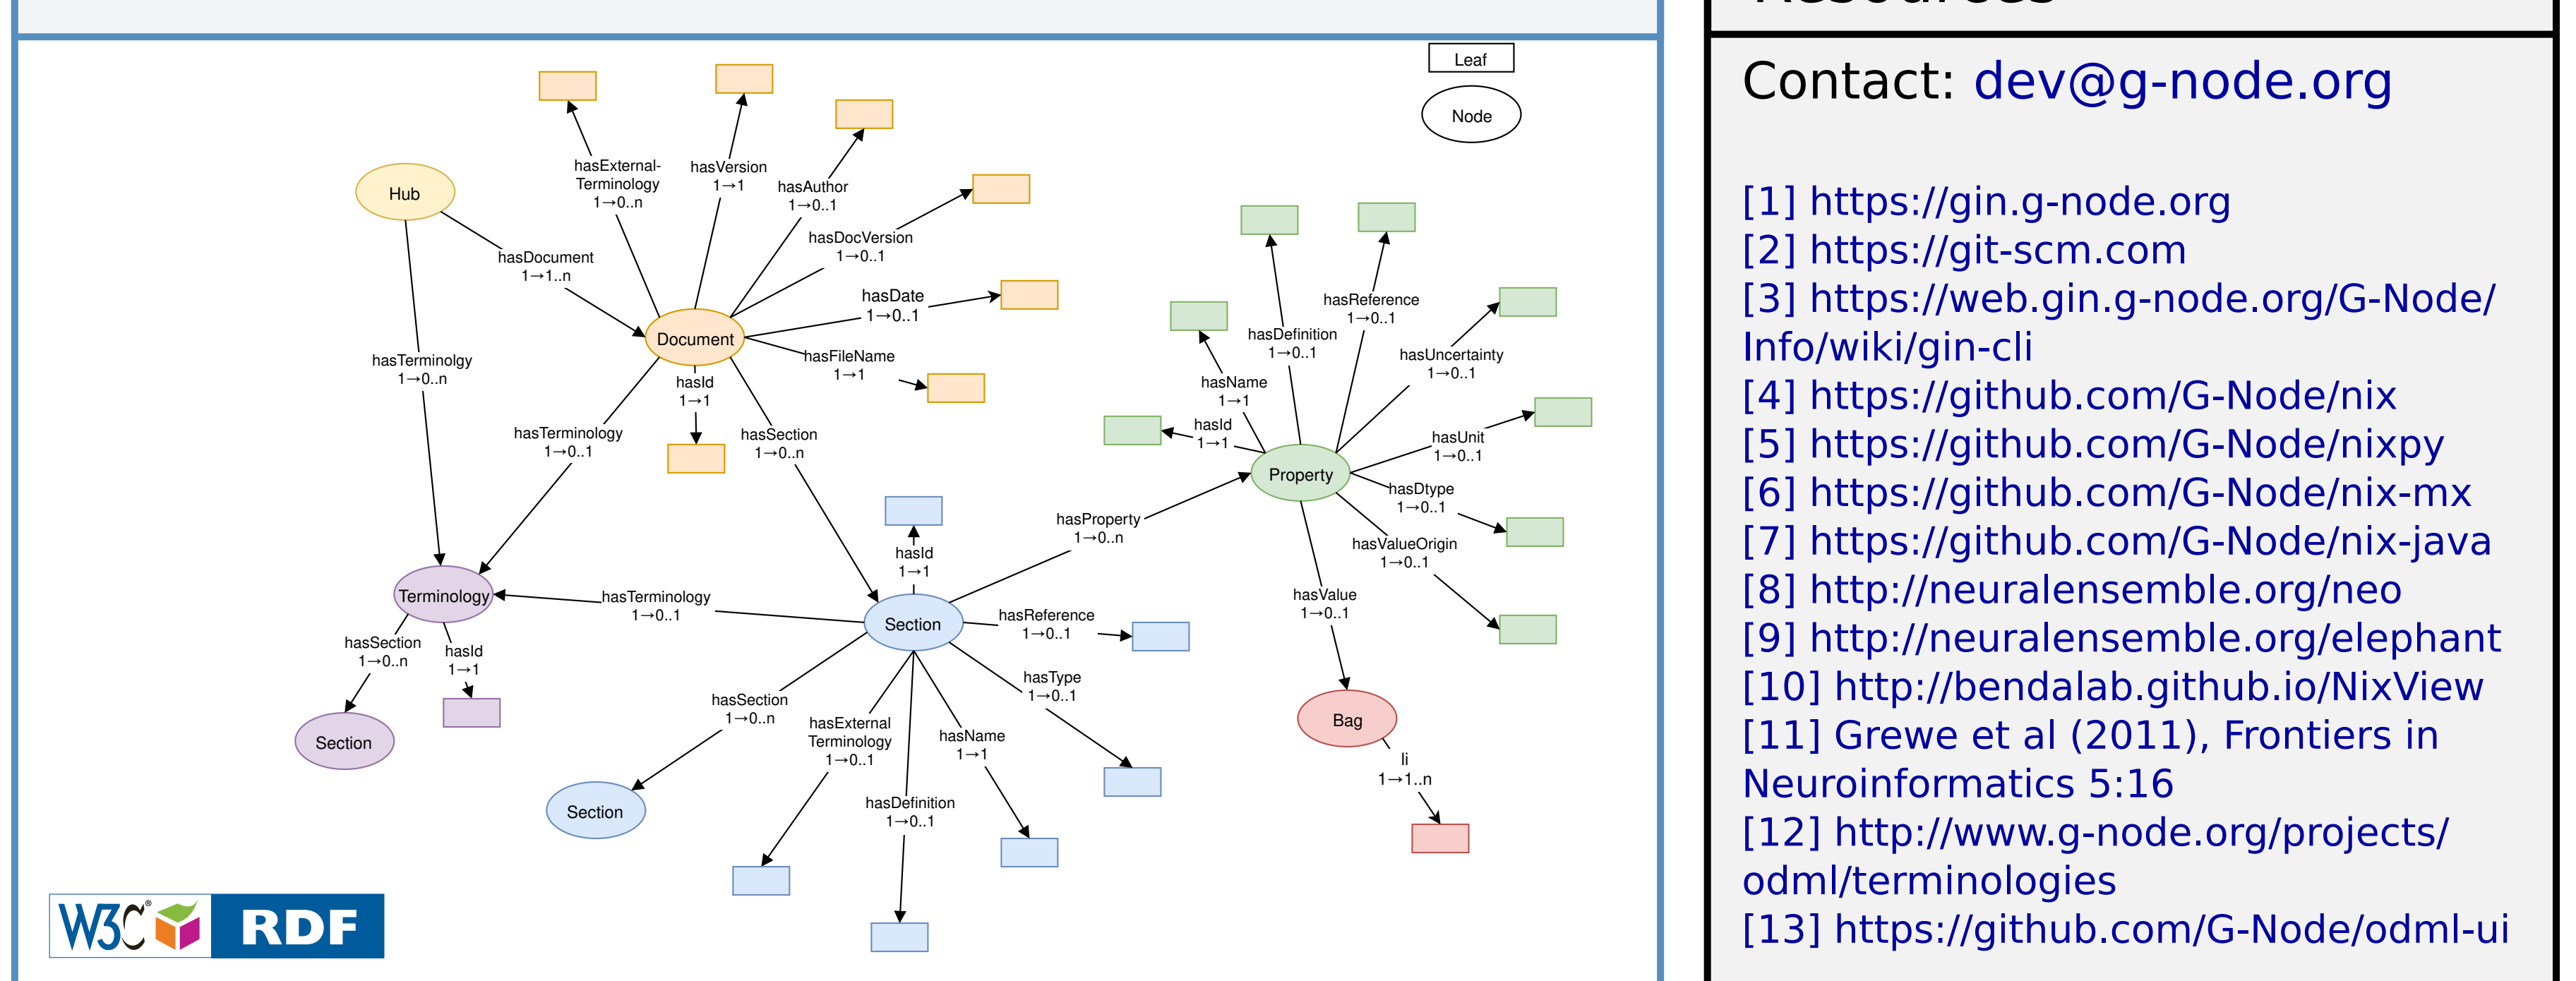 Leaf
Node
Hub
hasExternal-
Terminology
1→0..n
hasVersion
1→1
hasAuthor
1→0..1
hasDocVersion
1→0..1
hasDocument
1→1..n
hasDate
1→0..1
Document
hasFileName
1→1
hasId
1→1
hasTerminolgy
1→0..n
hasTerminology
1→0..1
hasSection
1→0..n
hasReference
1→0..1
hasDefinition
1→0..1
hasUncertainty
1→0..1
hasName
1→1
hasId
1→1
hasUnit
1→0..1
Property
hasDtype
1→0..1
hasValueOrigin
1→0..1
hasProperty
1→0..n
hasValue
1→0..1
hasId
1→1
Terminology
hasTerminology
1→0..1
Section
hasReference
1→0..1
hasSection
1→0..n
hasId
1→1
Section
hasSection
1→0..n
hasExternal
Terminology
1→0..1
hasName
1→1
hasType
1→0..1
hasDefinition
1→0..1
Section
Bag
li
1→1..n
W3C®
RDF
Resources
Contact: dev@g-node.org
[1] https://gin.g-node.org
[2] https://git-scm.com
[3] https://web.gin.g-node.org/G-Node/
Info/wiki/gin-cli
[4] https://github.com/G-Node/nix
[5] https://github.com/G-Node/nixpy
[6] https://github.com/G-Node/nix-mx
[7] https://github.com/G-Node/nix-java
[8] http://neuralensemble.org/neo
[9] http://neuralensemble.org/elephant
[10] http://bendalab.github.io/NixView
[11] Grewe et al (2011), Frontiers in
Neuroinformatics 5:16
[12] http://www.g-node.org/projects/
odml/terminologies
[13] https://github.com/G-Node/odml-ui